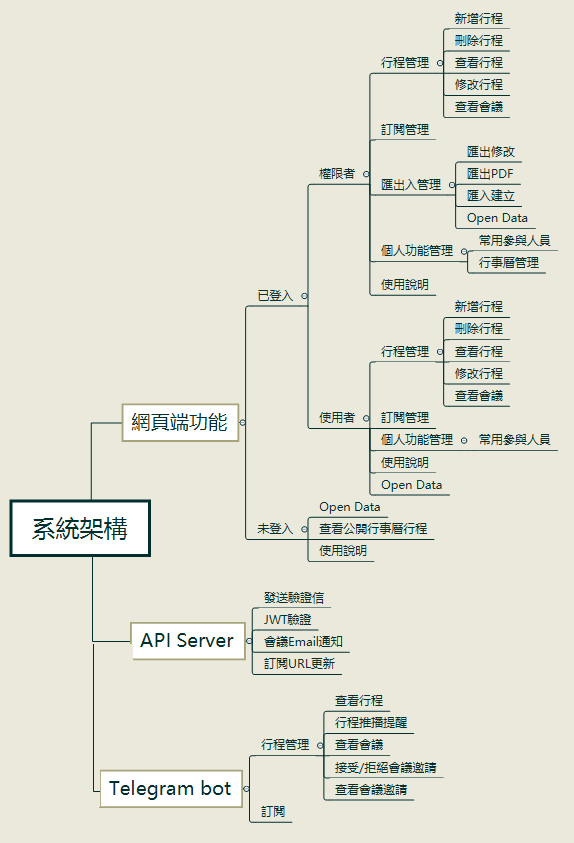 系統架構
網頁端功能
已登入
權限者
行程管理
新增行程
刪除行程
查看行程
修改行程
查看會議
訂閱管理
匯出入管理
匯出修改
匯出PDF
匯入建立
Open Data
個人功能管理
常用參與人員
行事曆管理
使用說明
使用者
行程管理
新增行程
刪除行程
查看行程
修改行程
查看會議
訂閱管理
個人功能管理
常用參與人員
使用說明
Open Data
未登入
Open Data
查看公開行事曆行程
使用說明
API Server
發送驗證信
JWT驗證
會議Email通知
訂閱URL更新
Telegram bot
行程管理
查看行程
行程推播提醒
查看會議
接受/拒絕會議邀請
查看會議邀請
訂閱